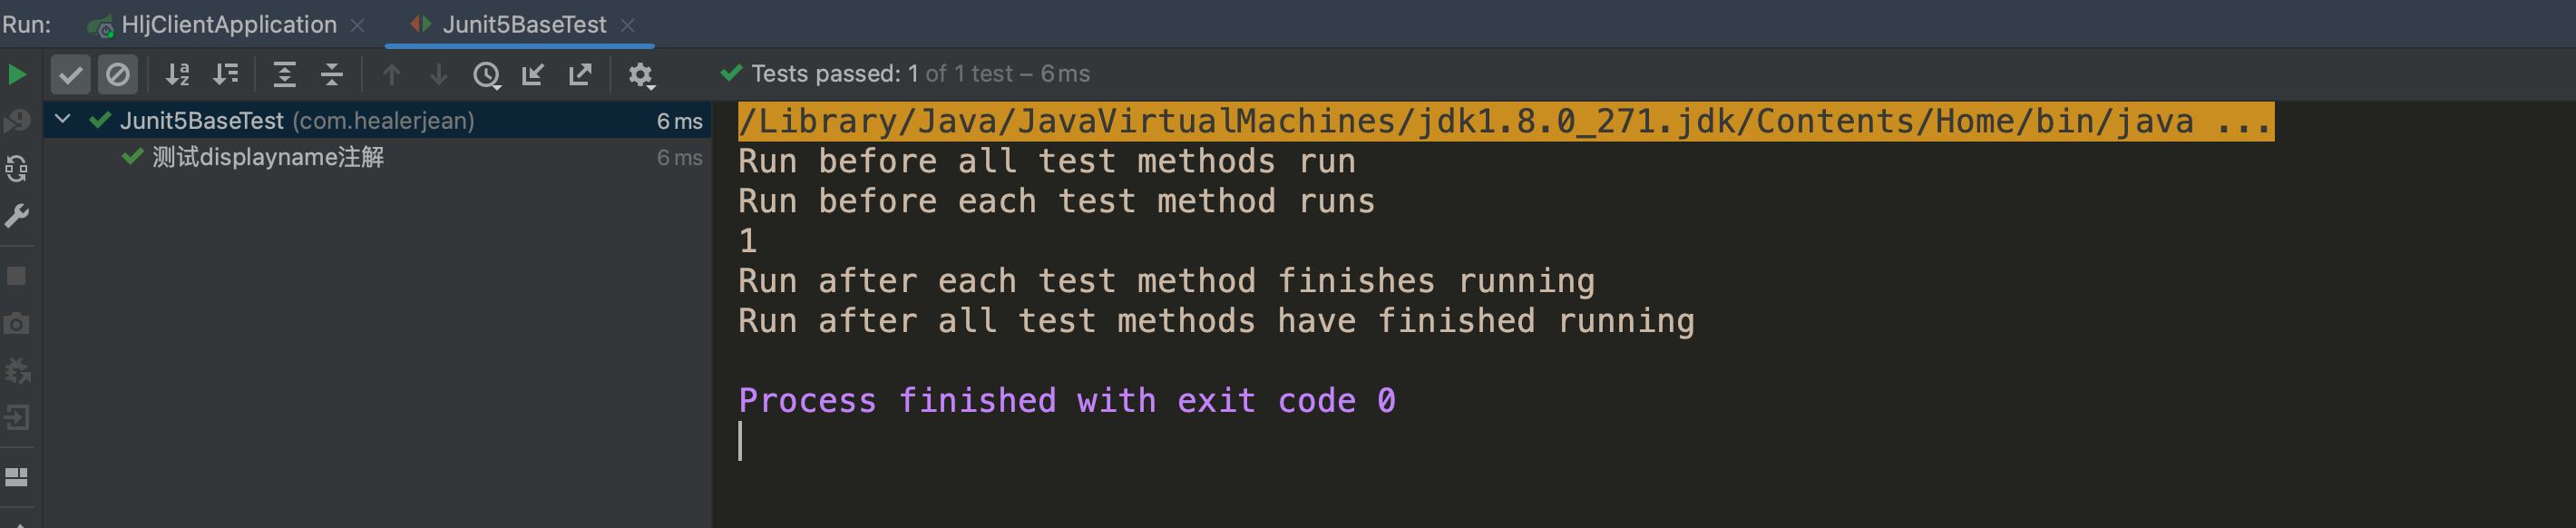 Run: HljClientApplication Junit5BaseTest
Tests passed: 1 of 1 test – 6 ms
Junit5BaseTest (com.healerjean) 6 ms
测试displayname注解 6 ms
/Library/Java/JavaVirtualMachines/jdk1.8.0_271.jdk/Contents/Home/bin/java ...
Run before all test methods run
Run before each test method runs
1
Run after each test method finishes running
Run after all test methods have finished running
Process finished with exit code 0